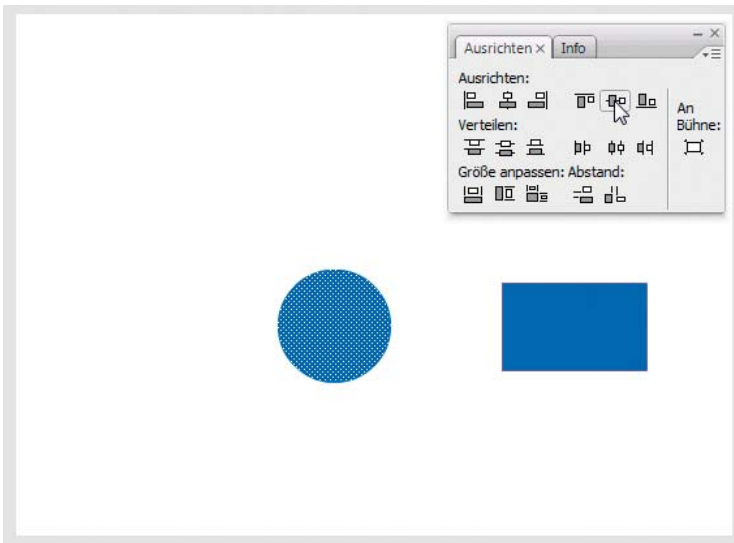 Ausrichten × Info
Ausrichten:
An
Bühne:
Verteilen:
Größe anpassen: Abstand: